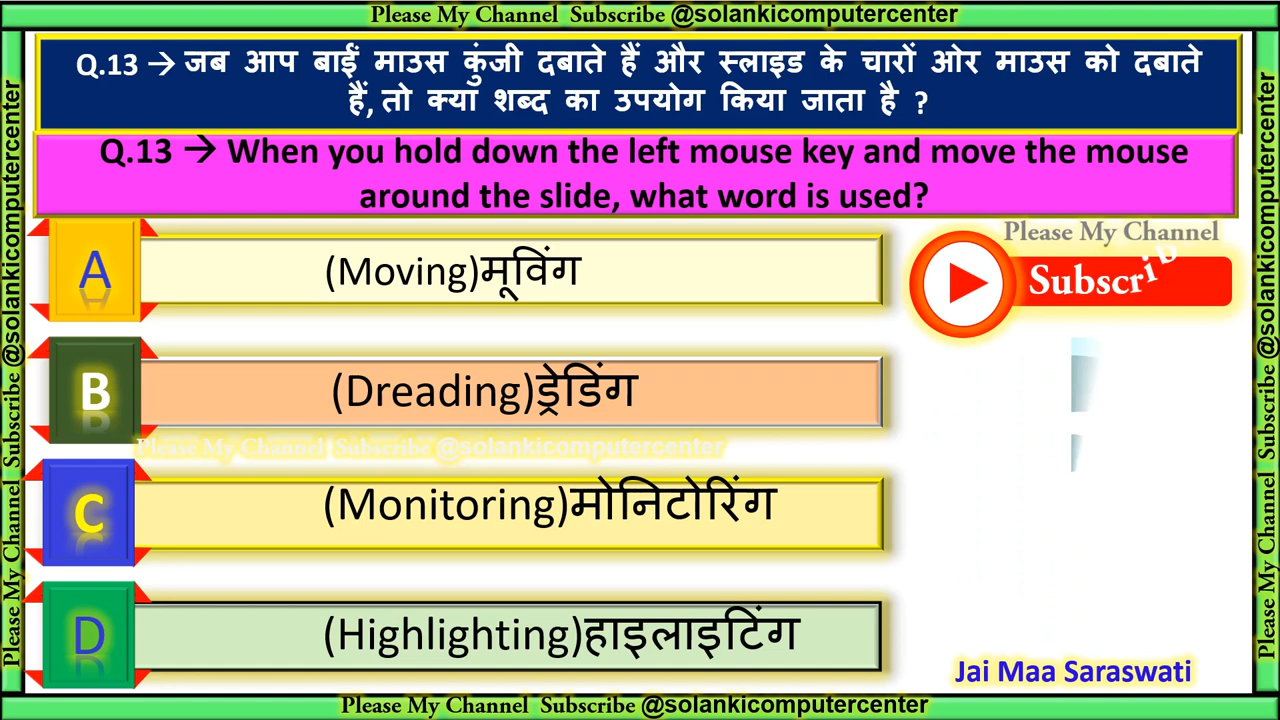 Please My Channel Subscribe @solankicomputercenter
Q.13 → जब आप बाईं माउस कुंजी दबाते हैं और स्लाइड के चारों ओर माउस को दबाते
हैं, तो क्या शब्द का उपयोग किया जाता है ?
Q.13 → When you hold down the left mouse key and move the mouse
around the slide, what word is used?
Please My Channel
Subscrib
A
(Moving)मूविंग
B
(Dreading)ड्रेडिंग
Please My Channel Subscribe @solankicomputercenter
C
(Monitoring)मोनिटोरिंग
D
(Highlighting)हाइलाइटिंग
Jai Maa Saraswati
Please My Channel Subscribe @solankicomputercenter
Please My Channel Subscribe @solankicomputercenter
Please My Channel Subscribe @solankicomputercenter